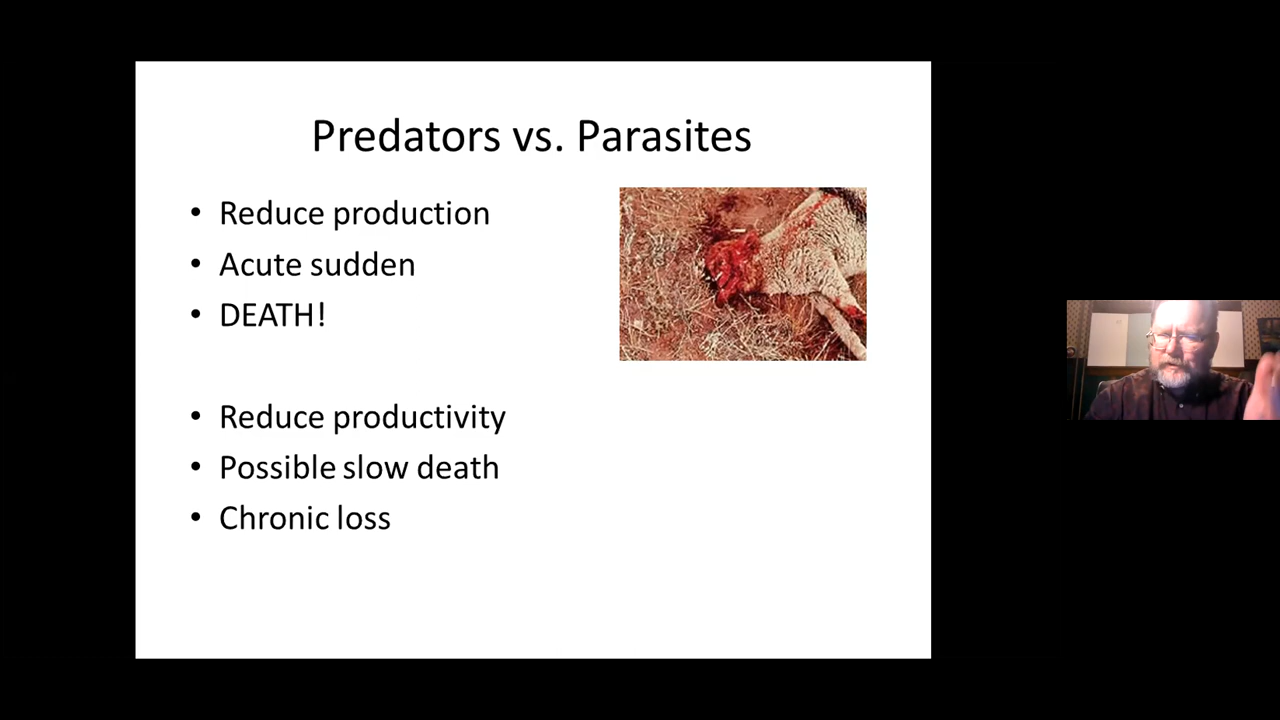 Predators vs. Parasites
• Reduce production
• Acute sudden
• DEATH!
• Reduce productivity
• Possible slow death
• Chronic loss